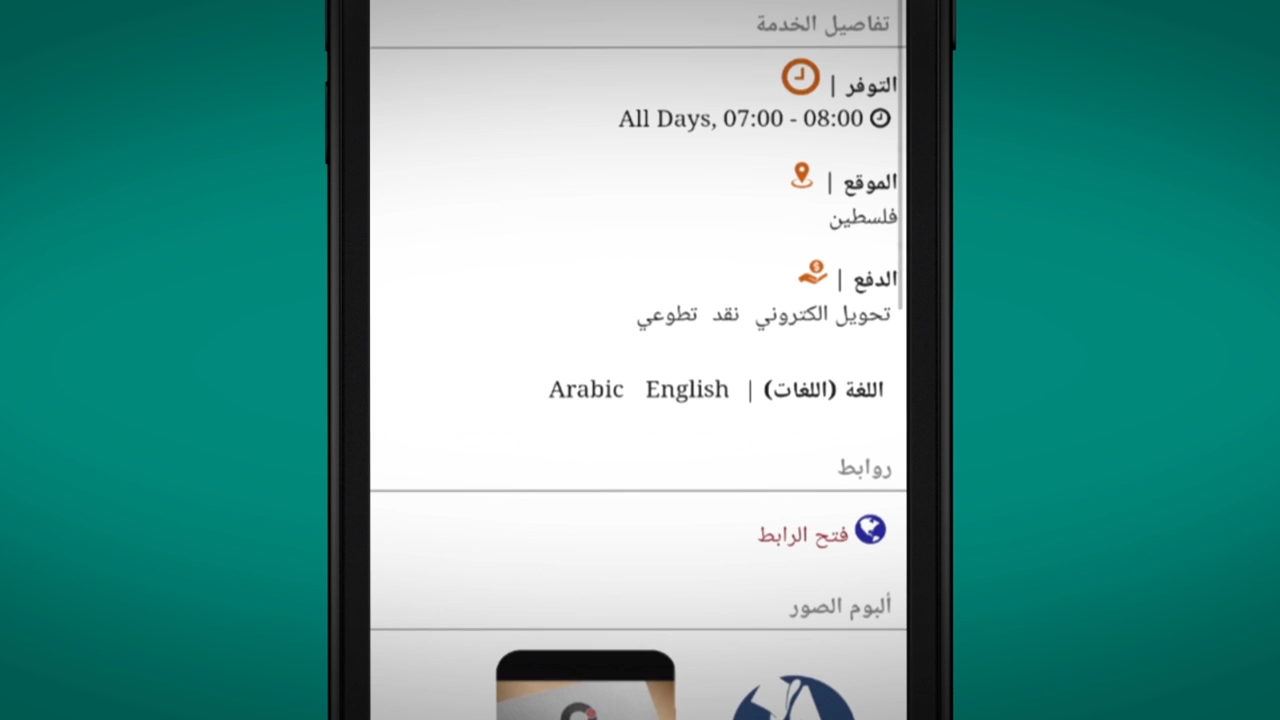 تفاصيل الخدمة
التوفر |
All Days, 07:00 - 08:00
الموقع |
فلسطين
الدفع |
تحويل الكتروني نقد تطوعي
اللغة (اللغات) | Arabic English
روابط
فتح الرابط
ألبوم الصور